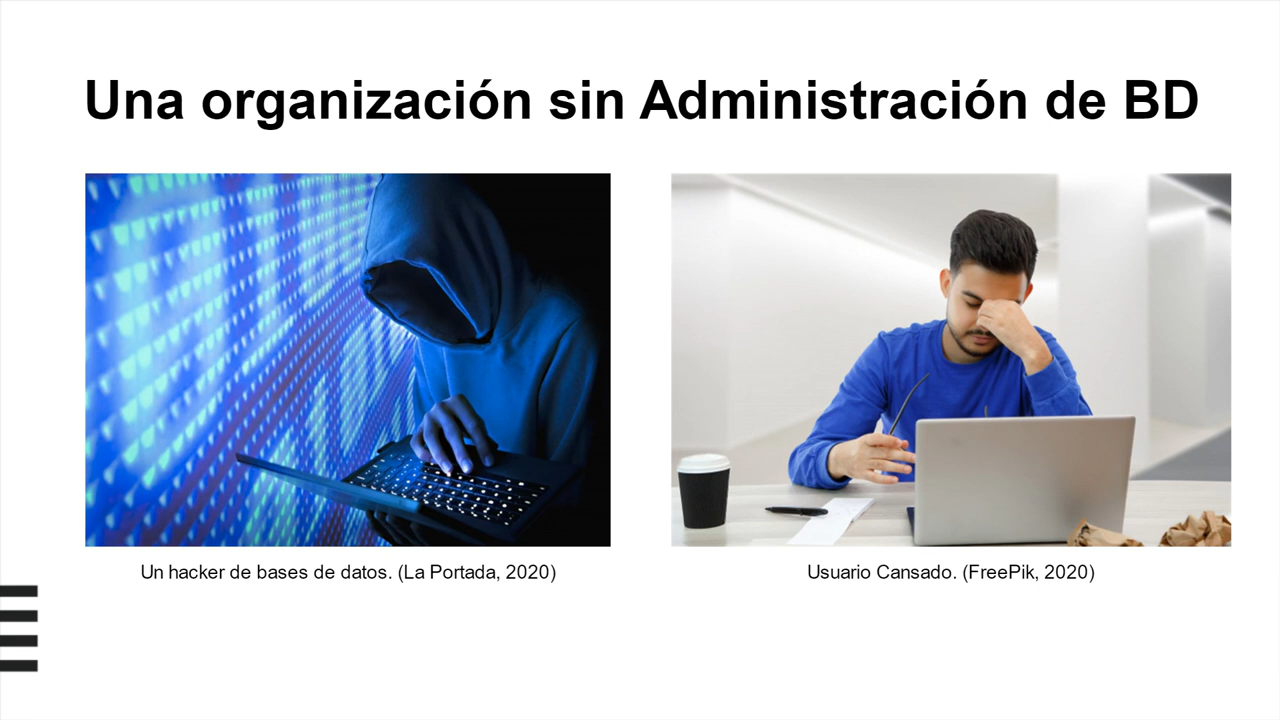 Una organización sin Administración de BD
Un hacker de bases de datos. (La Portada, 2020)
Usuario Cansado. (FreePik, 2020)